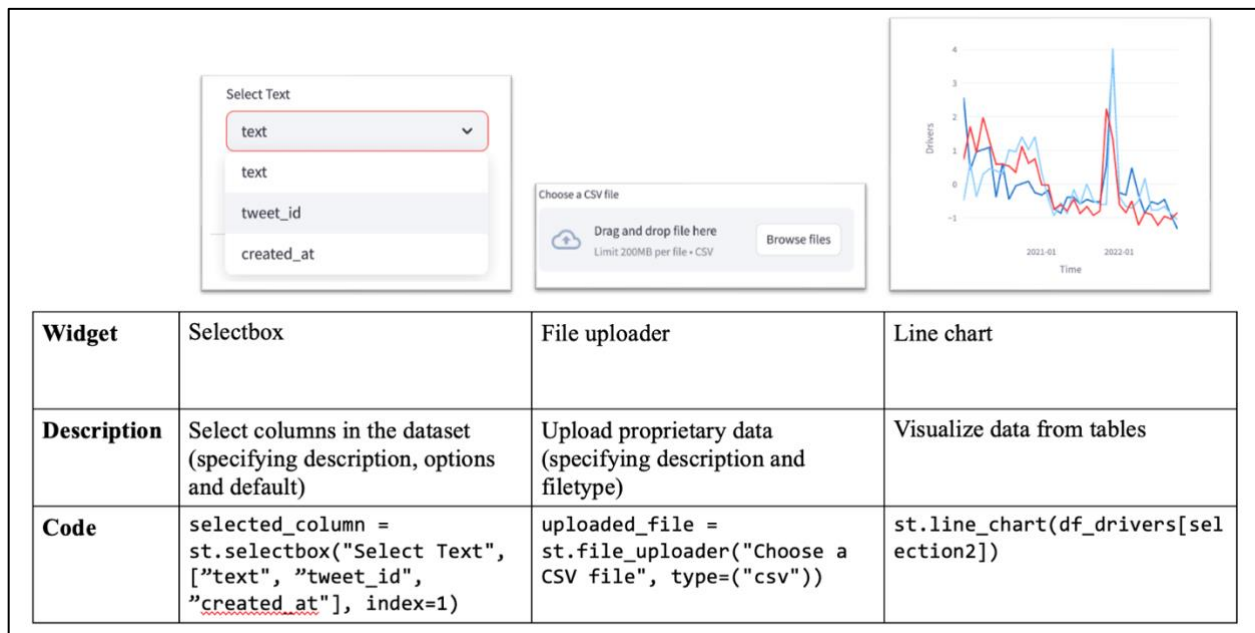 Select Text
text
text
tweet_id
created_at
Choose a CSV file
Drag and drop file here
Limit 200MB per file • CSV
Browse files
4
3
2
1
0
-1
Drivers
2021-01
2022-01
Time
Widget
Selectbox
File uploader
Line chart
Description
Select columns in the dataset
(specifying description, options
and default)
Upload proprietary data
(specifying description and
filetype)
Visualize data from tables
Code
selected_column =
st.selectbox("Select Text",
[”text", ”tweet_id",
”created_at"], index=1)
uploaded_file =
st.file_uploader("Choose a
CSV file", type=("csv"))
st.line_chart(df_drivers[sel
ection2])